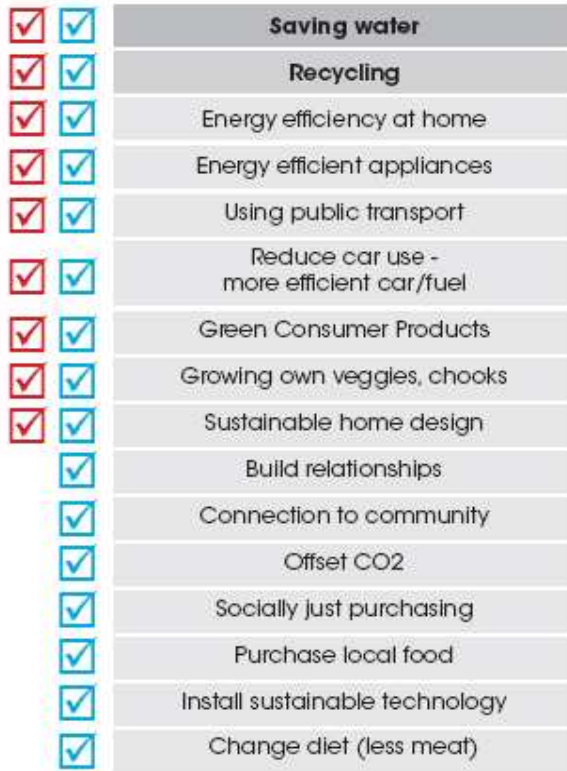 Saving water
Recycling
Energy efficiency at home
Energy efficient appliances
Using public transport
Reduce car use -
more efficient car/fuel
Green Consumer Products
Growing own veggies, chooks
Sustainable home design
Build relationships
Connection to community
Offset CO2
Socially just purchasing
Purchase local food
Install sustainable technology
Change diet (less meat)